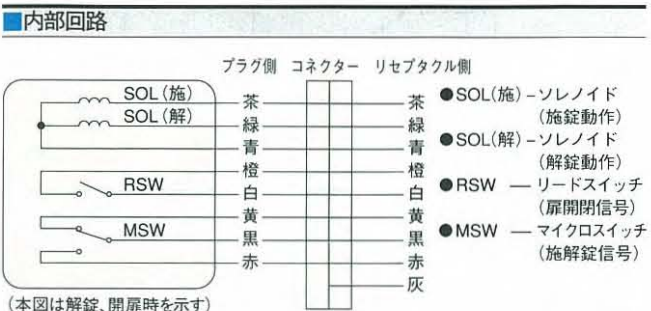 ■内部回路
プラグ側 コネクター リセプタクル側
SOL(施)
SOL(解)
RSW
MSW
茶
緑
青
橙
白
黄
黒
赤
茶
緑
青
橙
白
黄
黒
赤
灰
●SOL(施)－ソレノイド
(施錠動作)
●SOL(解)－ソレノイド
(解錠動作)
●RSW ― リードスイッチ
(扉開閉信号)
●MSW ― マイクロスイッチ
(施解錠信号)
(本図は解錠、開扉時を示す)